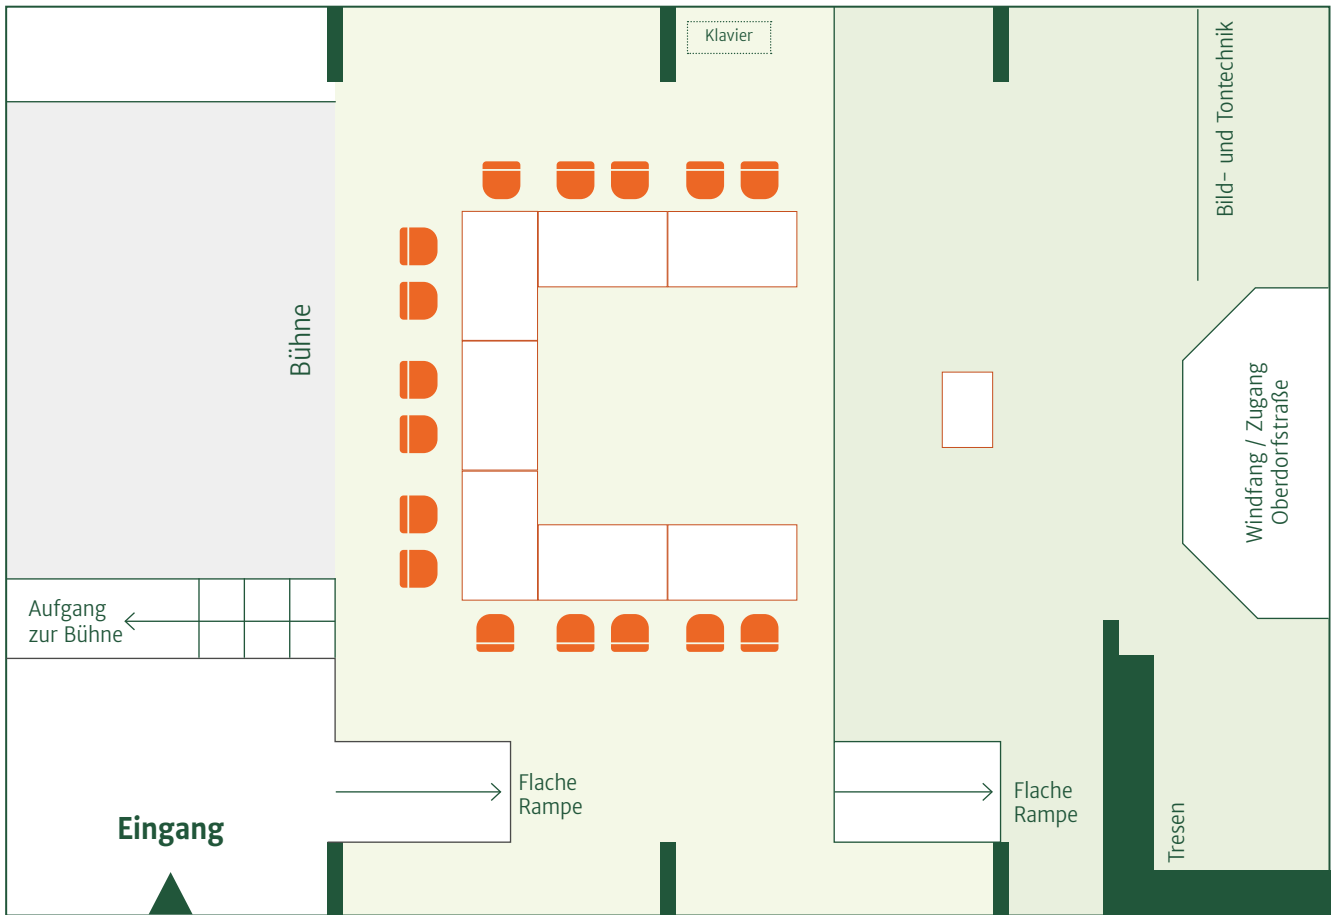 Klavier
Bild- und Tontechnik
Bühne
Windfang / Zugang
Oberdorfstraße
Aufgang
zur Bühne
Flache
Rampe
Flache
Rampe
Eingang
Tresen